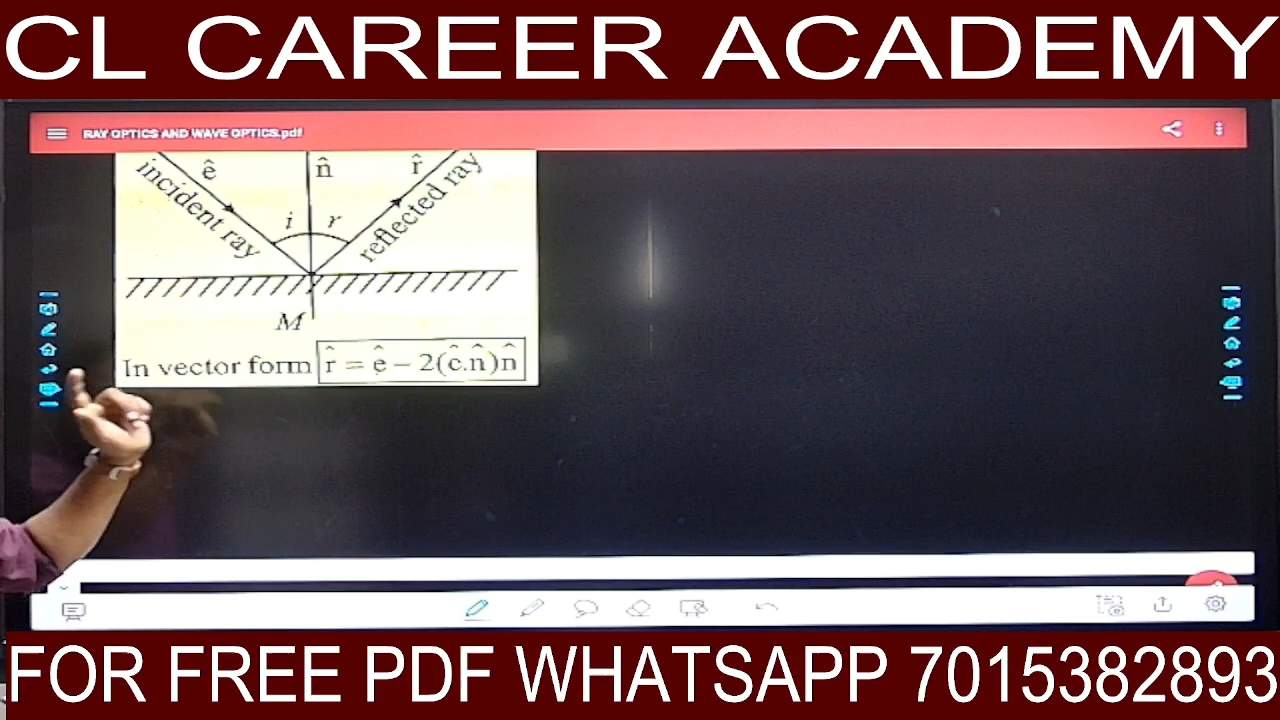 CL CAREER ACADEMY
RAY OPTICS AND WAVE OPTICS.pdf
ê n̂ r̂
incident ray i r reflected ray
M
In vector form r̂ = ê – 2(ĉ.n̂)n̂
FOR FREE PDF WHATSAPP 7015382893